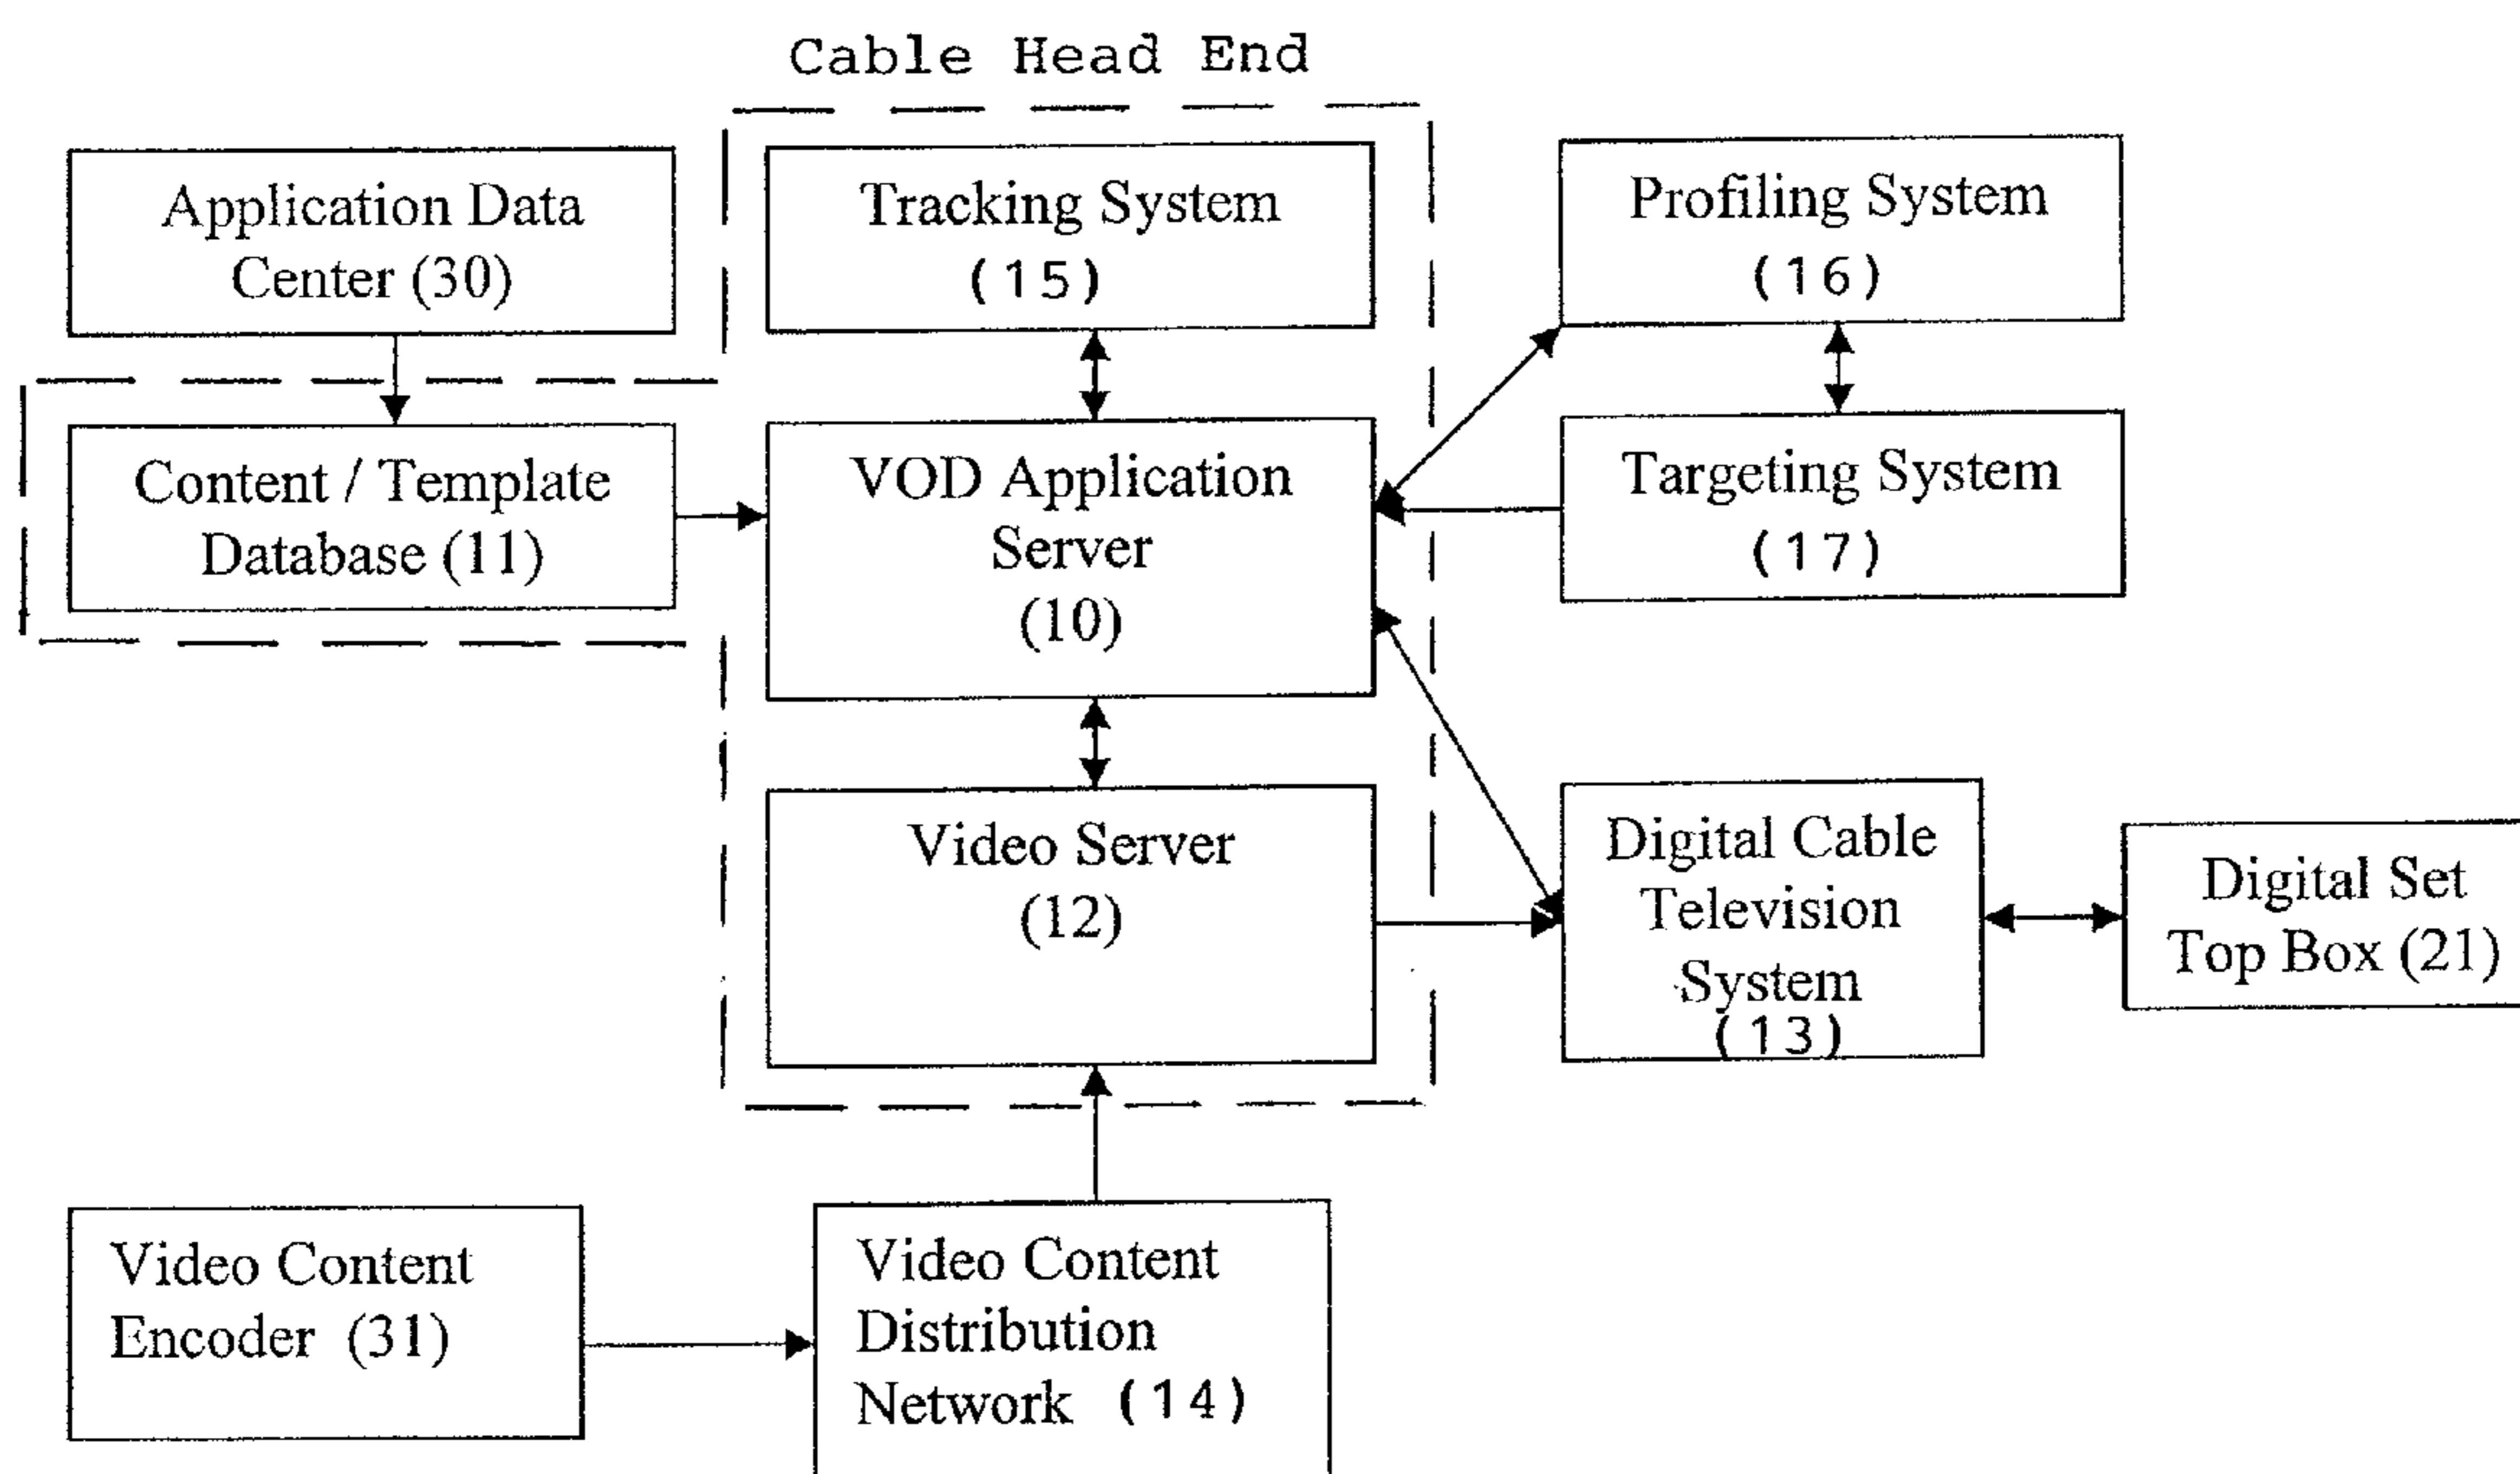 Cable Head End
Application Data
Center (30)
Tracking System
(15)
Profiling System
(16)
Content / Template
Database (11)
VOD Application
Server
(10)
Targeting System
(17)
Video Server
(12)
Digital Cable
Television
System
(13)
Digital Set
Top Box (21)
Video Content
Encoder (31)
Video Content
Distribution
Network (14)